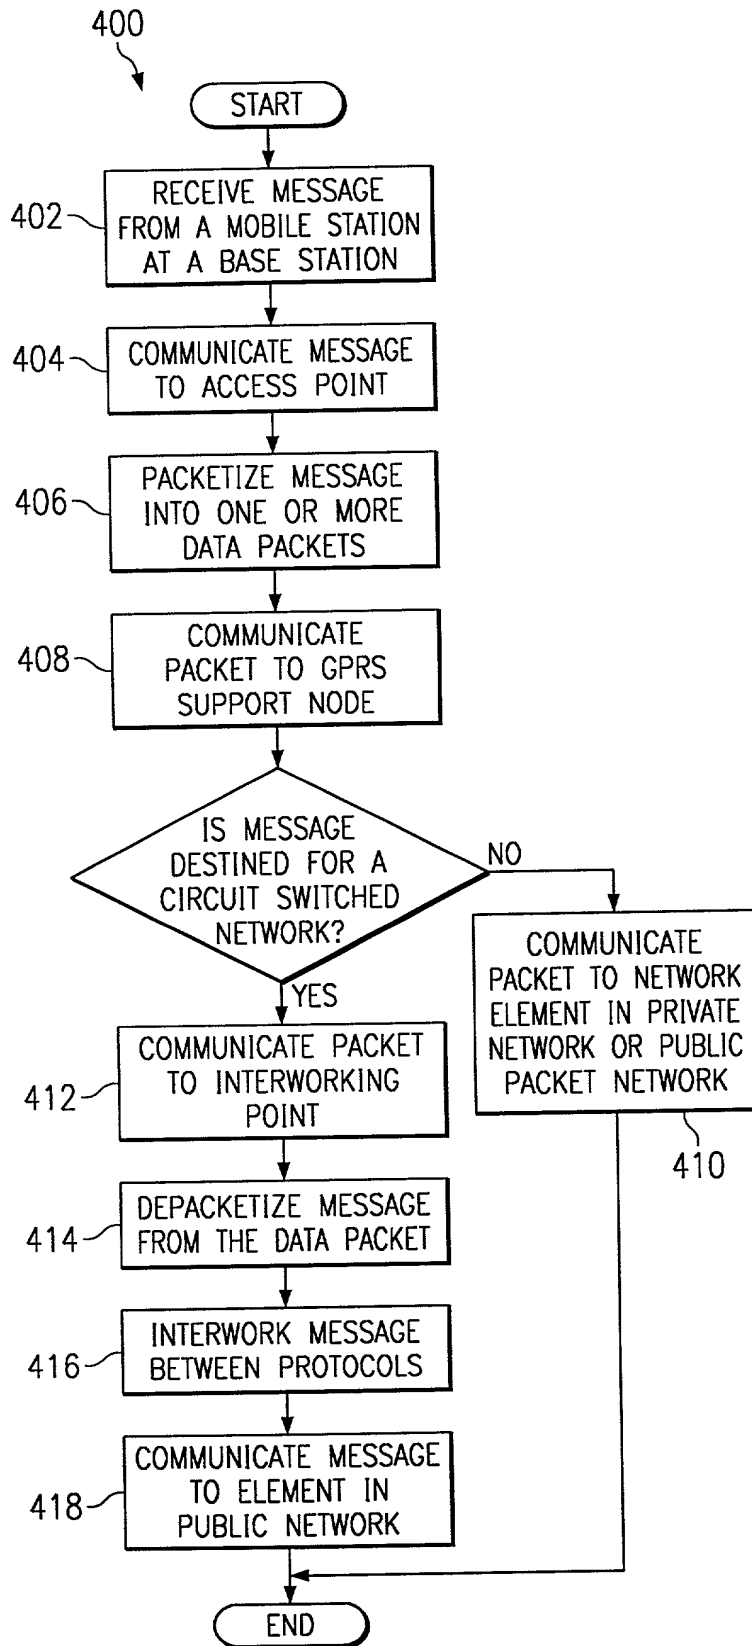 400
START
402
RECEIVE MESSAGE
FROM A MOBILE STATION
AT A BASE STATION
404
COMMUNICATE MESSAGE
TO ACCESS POINT
406
PACKETIZE MESSAGE
INTO ONE OR MORE
DATA PACKETS
408
COMMUNICATE
PACKET TO GPRS
SUPPORT NODE
IS MESSAGE
DESTINED FOR A
CIRCUIT SWITCHED
NETWORK?
NO
COMMUNICATE
PACKET TO NETWORK
ELEMENT IN PRIVATE
NETWORK OR PUBLIC
PACKET NETWORK
410
YES
412
COMMUNICATE PACKET
TO INTERWORKING
POINT
414
DEPACKETIZE MESSAGE
FROM THE DATA PACKET
416
INTERWORK MESSAGE
BETWEEN PROTOCOLS
418
COMMUNICATE MESSAGE
TO ELEMENT IN
PUBLIC NETWORK
END